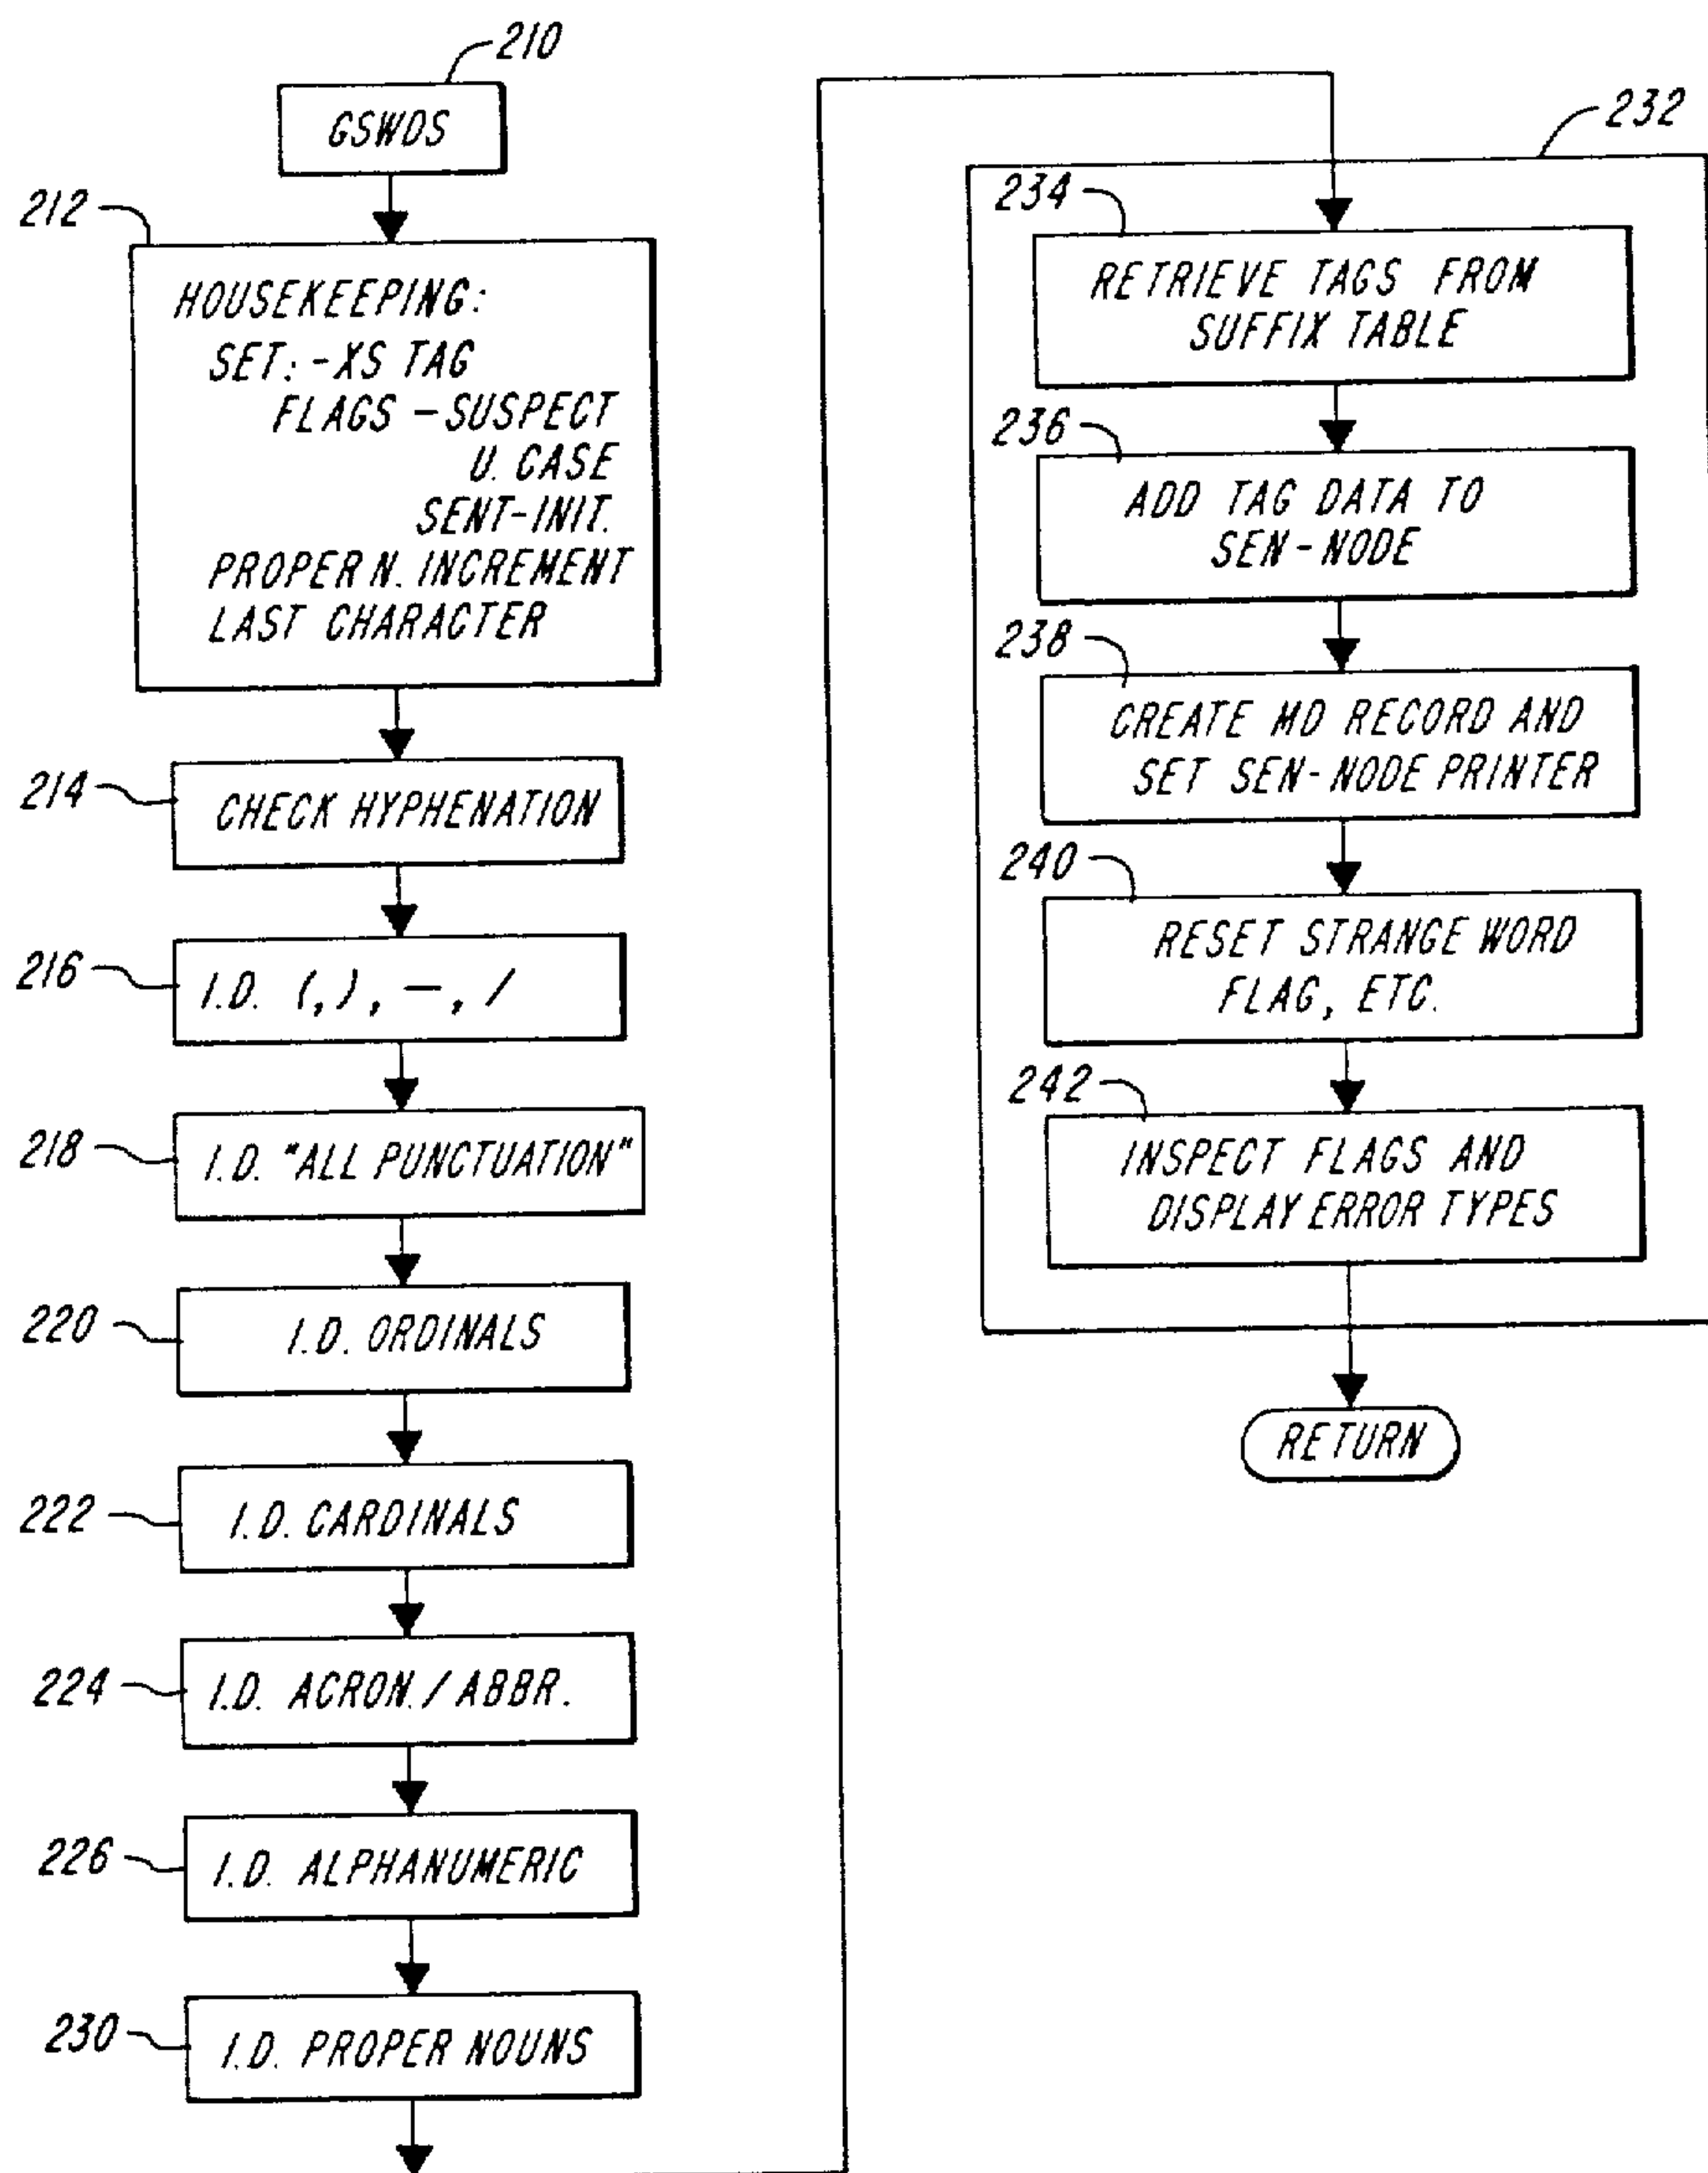 210
GSWDS
212
HOUSEKEEPING:
SET: -XS TAG
FLAGS -SUSPECT
U. CASE
SENT-INIT.
PROPER N. INCREMENT
LAST CHARACTER
214
CHECK HYPHENATION
216
I.D. (,), —, /
218
I.D. "ALL PUNCTUATION"
220
I.D. ORDINALS
222
I.D. CARDINALS
224
I.D. ACRON./ABBR.
226
I.D. ALPHANUMERIC
230
I.D. PROPER NOUNS
232
234
RETRIEVE TAGS FROM
SUFFIX TABLE
236
ADD TAG DATA TO
SEN-NODE
238
CREATE MD RECORD AND
SET SEN-NODE PRINTER
240
RESET STRANGE WORD
FLAG, ETC.
242
INSPECT FLAGS AND
DISPLAY ERROR TYPES
RETURN